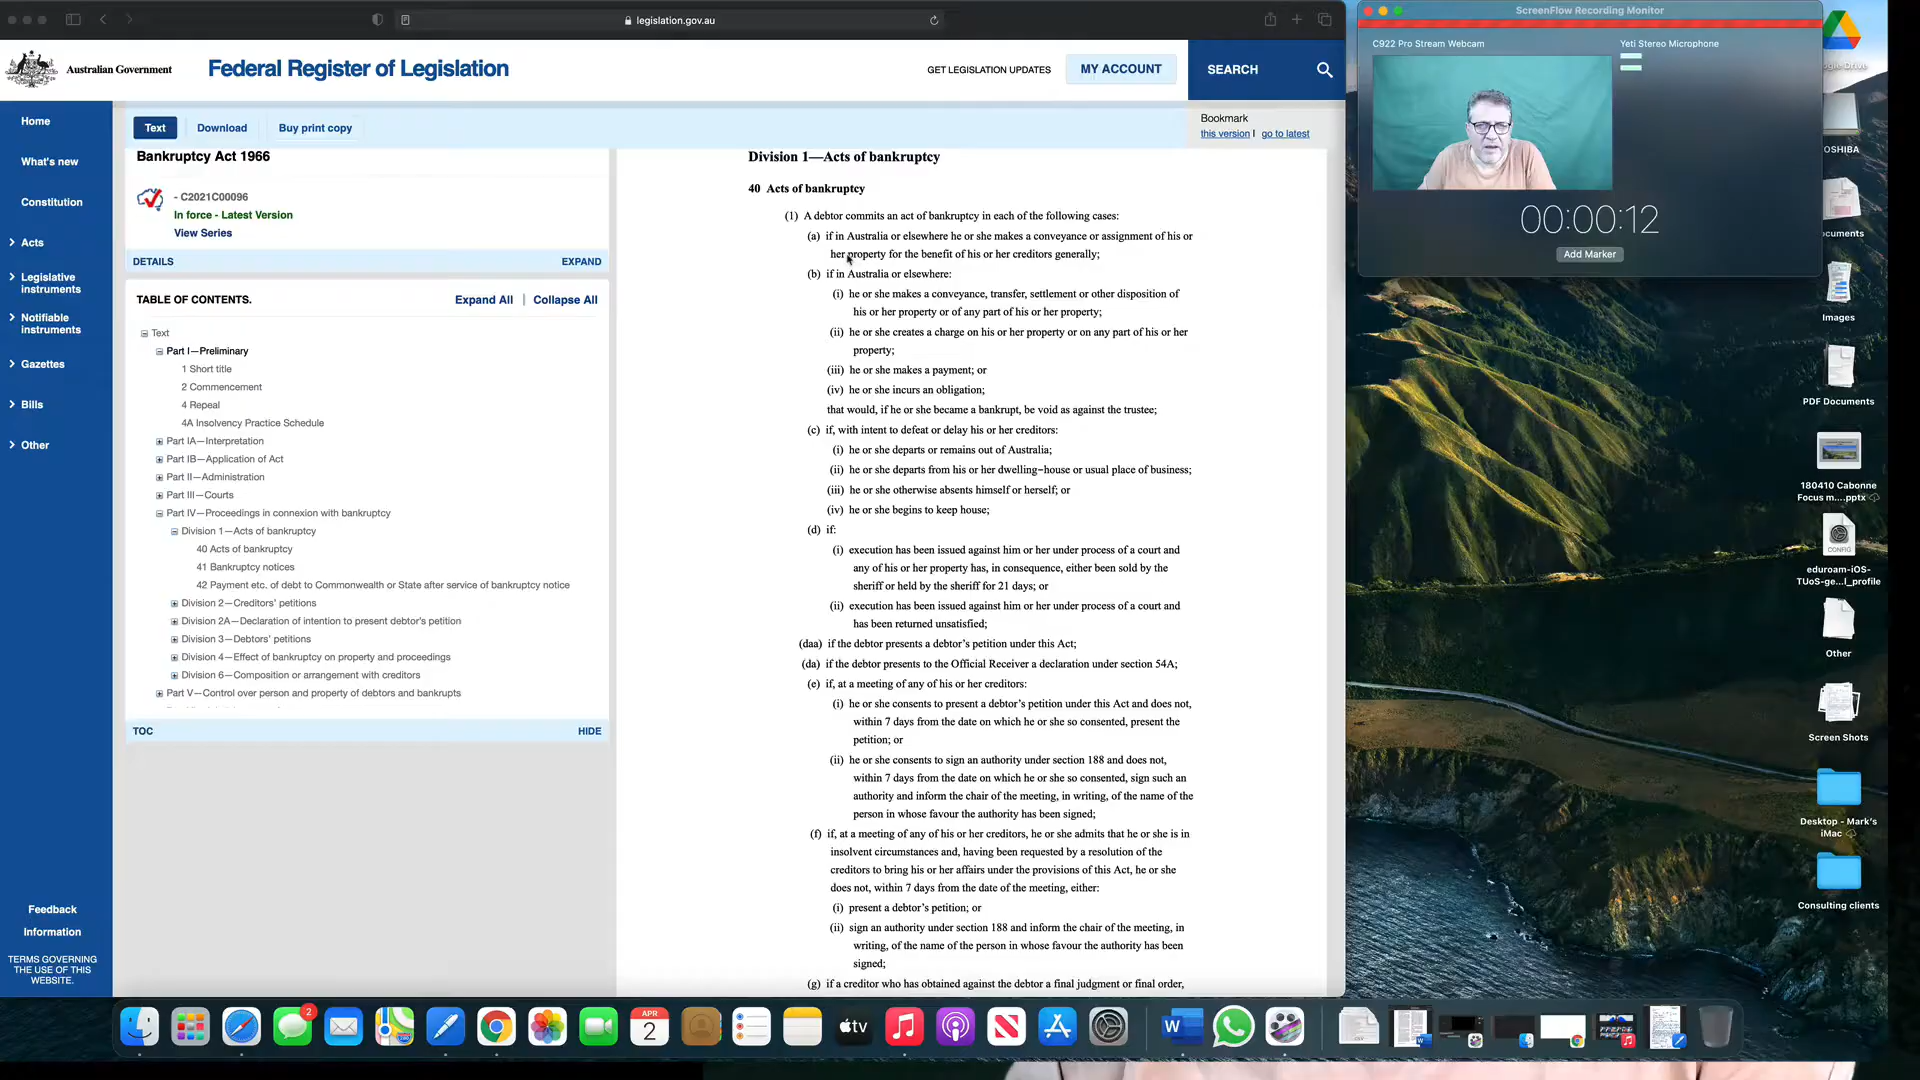 legislation.gov.au
Australian Government
Federal Register of Legislation
GET LEGISLATION UPDATES
MY ACCOUNT
SEARCH
Home
What's new
Constitution
Acts
Legislative
instruments
Notifiable
instruments
Gazettes
Bills
Other
Feedback
Information
TERMS GOVERNING
THE USE OF THIS
WEBSITE.
Text
Download
Buy print copy
Bookmark
this version | go to latest
Bankruptcy Act 1966
- C2021C00096
In force - Latest Version
View Series
DETAILS
EXPAND
TABLE OF CONTENTS.
Expand All | Collapse All
Text
Part I—Preliminary
1 Short title
2 Commencement
4 Repeal
4A Insolvency Practice Schedule
Part IA—Interpretation
Part IB—Application of Act
Part II—Administration
Part III—Courts
Part IV—Proceedings in connexion with bankruptcy
Division 1—Acts of bankruptcy
40 Acts of bankruptcy
41 Bankruptcy notices
42 Payment etc. of debt to Commonwealth or State after service of bankruptcy notice
Division 2—Creditors' petitions
Division 2A—Declaration of intention to present debtor's petition
Division 3—Debtors' petitions
Division 4—Effect of bankruptcy on property and proceedings
Division 6—Composition or arrangement with creditors
Part V—Control over person and property of debtors and bankrupts
TOC
HIDE
Division 1—Acts of bankruptcy
40 Acts of bankruptcy
(1) A debtor commits an act of bankruptcy in each of the following cases:
(a) if in Australia or elsewhere he or she makes a conveyance or assignment of his or
her property for the benefit of his or her creditors generally;
(b) if in Australia or elsewhere:
(i) he or she makes a conveyance, transfer, settlement or other disposition of
his or her property or of any part of his or her property;
(ii) he or she creates a charge on his or her property or on any part of his or her
property;
(iii) he or she makes a payment; or
(iv) he or she incurs an obligation;
that would, if he or she became a bankrupt, be void as against the trustee;
(c) if, with intent to defeat or delay his or her creditors:
(i) he or she departs or remains out of Australia;
(ii) he or she departs from his or her dwelling-house or usual place of business;
(iii) he or she otherwise absents himself or herself; or
(iv) he or she begins to keep house;
(d) if:
(i) execution has been issued against him or her under process of a court and
any of his or her property has, in consequence, either been sold by the
sheriff or held by the sheriff for 21 days; or
(ii) execution has been issued against him or her under process of a court and
has been returned unsatisfied;
(daa) if the debtor presents a debtor's petition under this Act;
(da) if the debtor presents to the Official Receiver a declaration under section 54A;
(e) if, at a meeting of any of his or her creditors:
(i) he or she consents to present a debtor's petition under this Act and does not,
within 7 days from the date on which he or she so consented, present the
petition; or
(ii) he or she consents to sign an authority under section 188 and does not,
within 7 days from the date on which he or she so consented, sign such an
authority and inform the chair of the meeting, in writing, of the name of the
person in whose favour the authority has been signed;
(f) if, at a meeting of any of his or her creditors, he or she admits that he or she is in
insolvent circumstances and, having been requested by a resolution of the
creditors to bring his or her affairs under the provisions of this Act, he or she
does not, within 7 days from the date of the meeting, either:
(i) present a debtor's petition; or
(ii) sign an authority under section 188 and inform the chair of the meeting, in
writing, of the name of the person in whose favour the authority has been
signed;
(g) if a creditor who has obtained against the debtor a final judgment or final order,
ScreenFlow Recording Monitor
C922 Pro Stream Webcam
Yeti Stereo Microphone
00:00:12
Add Marker
OSHIBA
cuments
Images
PDF Documents
180410 Cabonne
Focus m....pptx
CONFIG
eduroam-iOS-
TUoS-ge...l_profile
Other
Screen Shots
Desktop - Mark's
iMac
Consulting clients
2
APR
2
tv
W